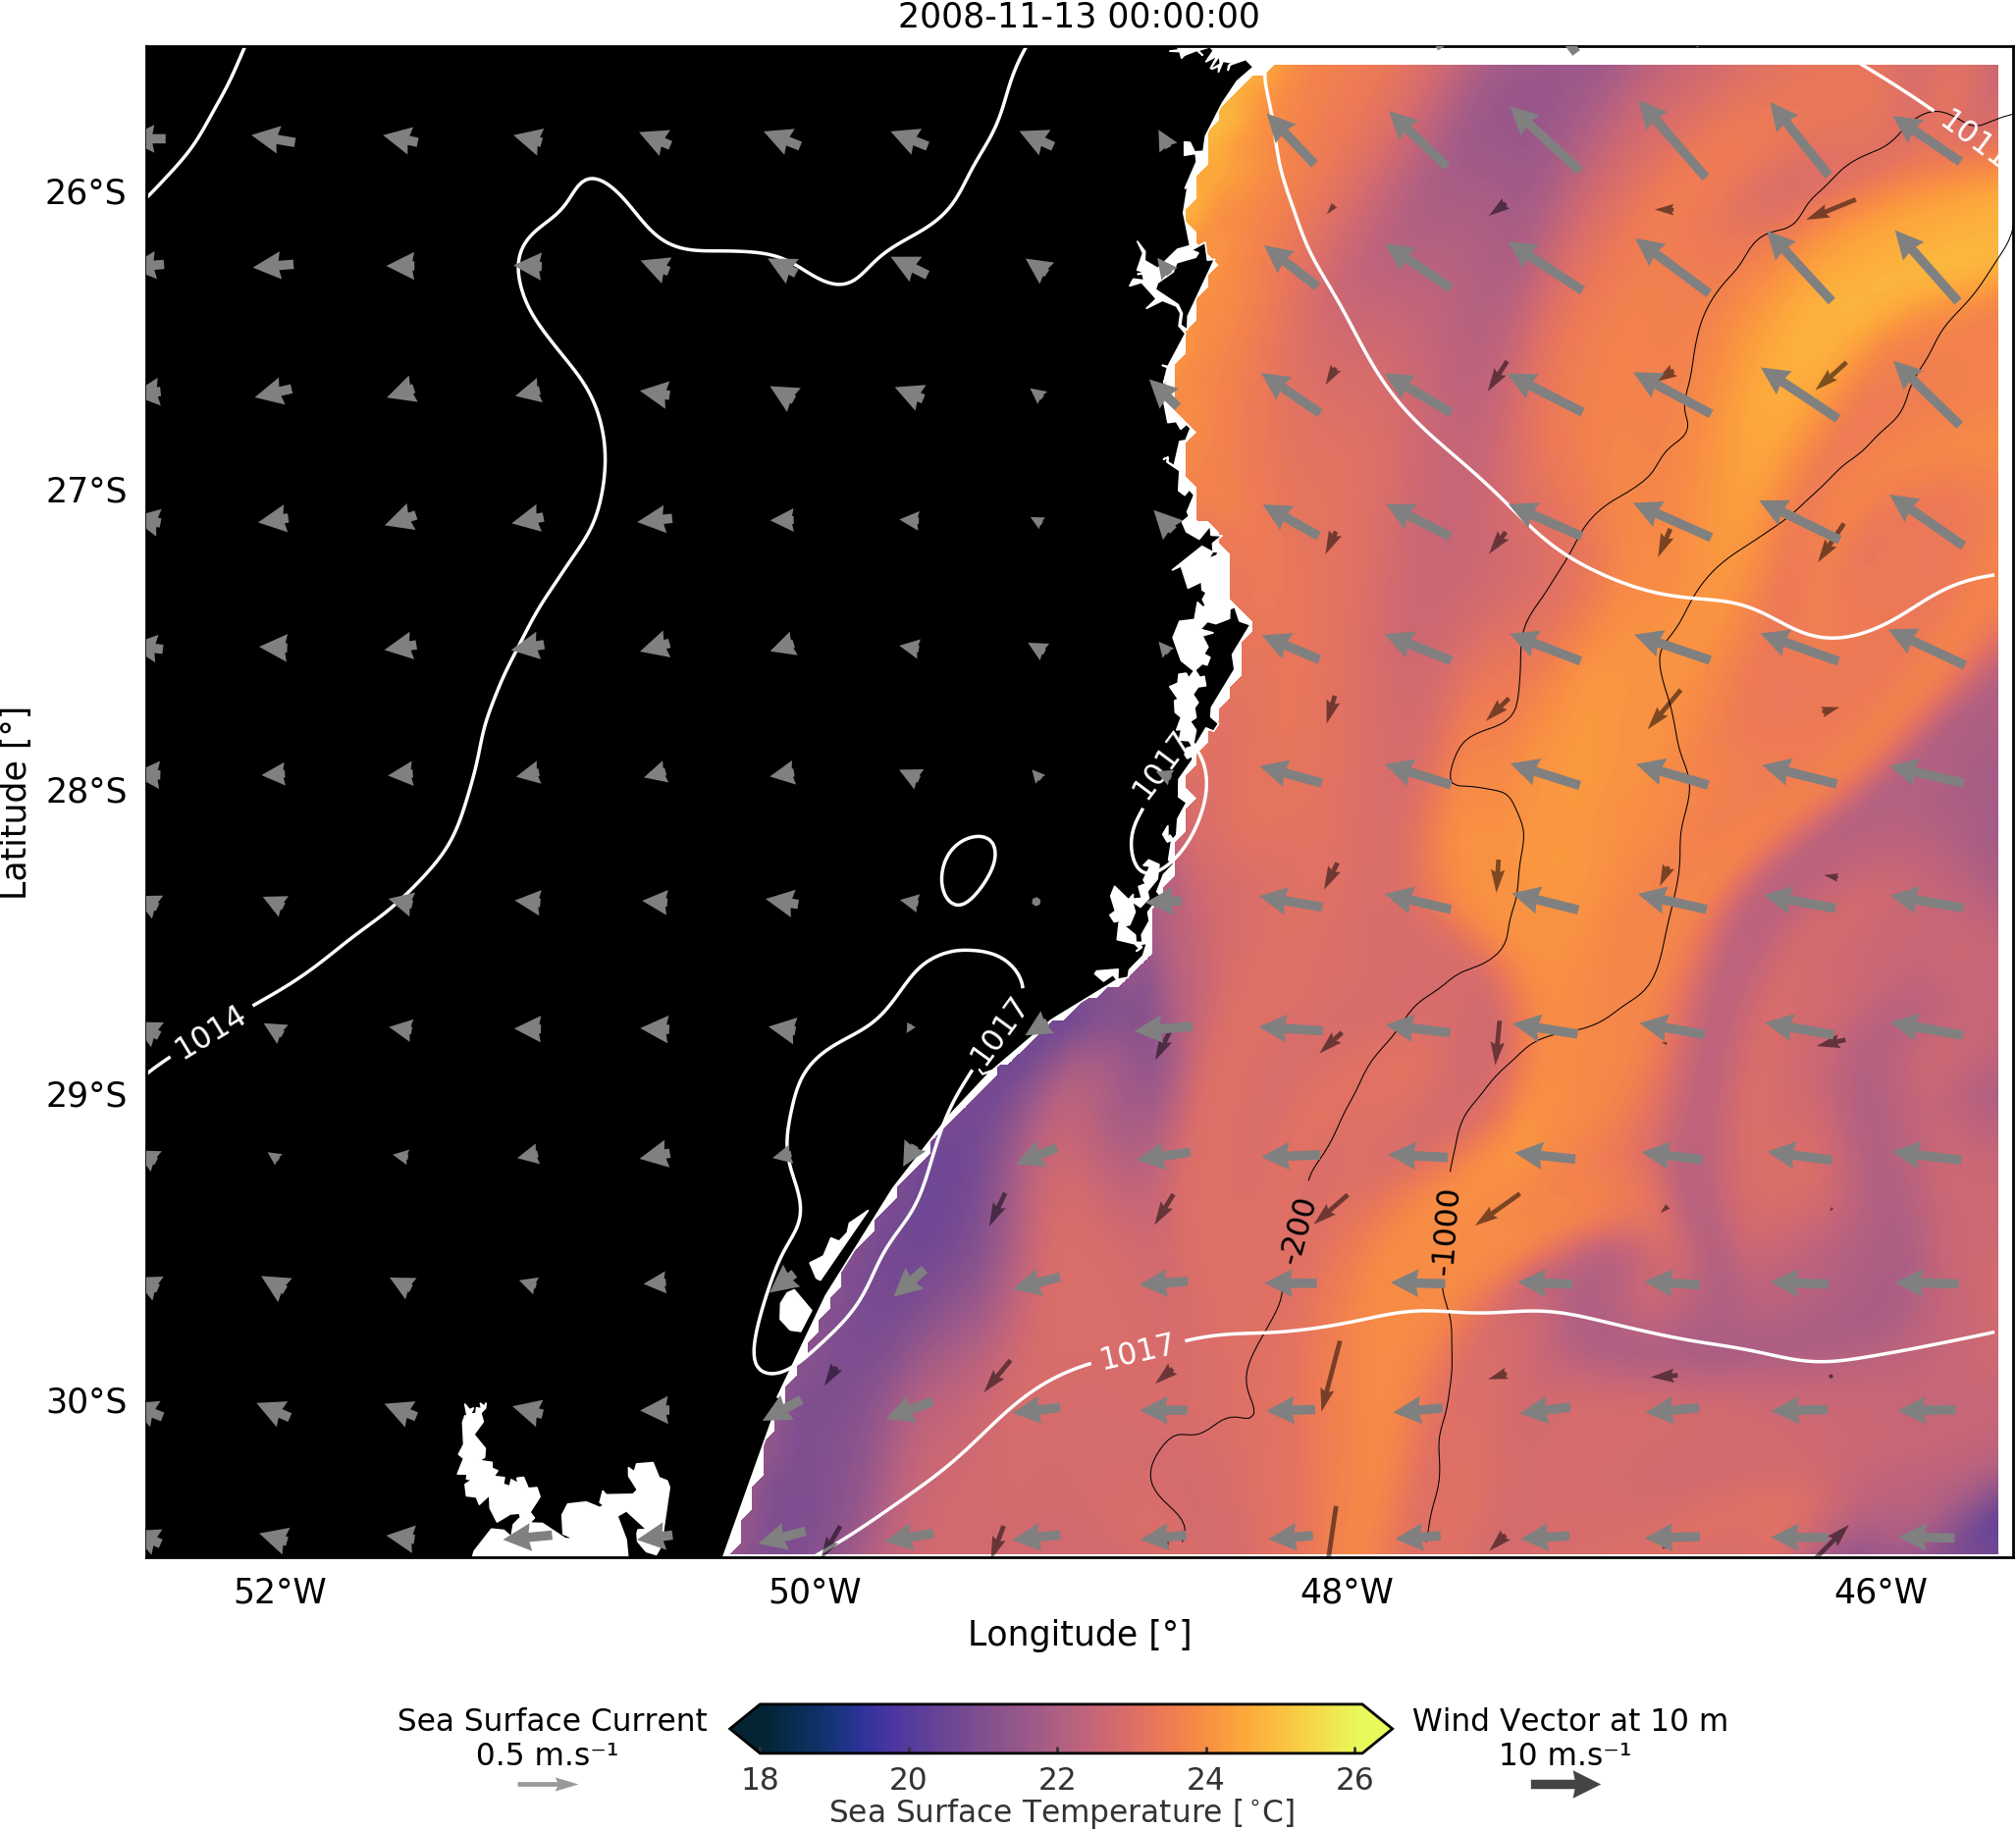 2008-11-13 00:00:00
1011
26°S
27°S
28°S
29°S
30°S
Latitude [°]
1017
1014
1017
-200
-1000
1017
52°W
50°W
48°W
46°W
Longitude [°]
Sea Surface Current
0.5 m.s⁻¹
18
20
22
24
26
Sea Surface Temperature [°C]
Wind Vector at 10 m
10 m.s⁻¹